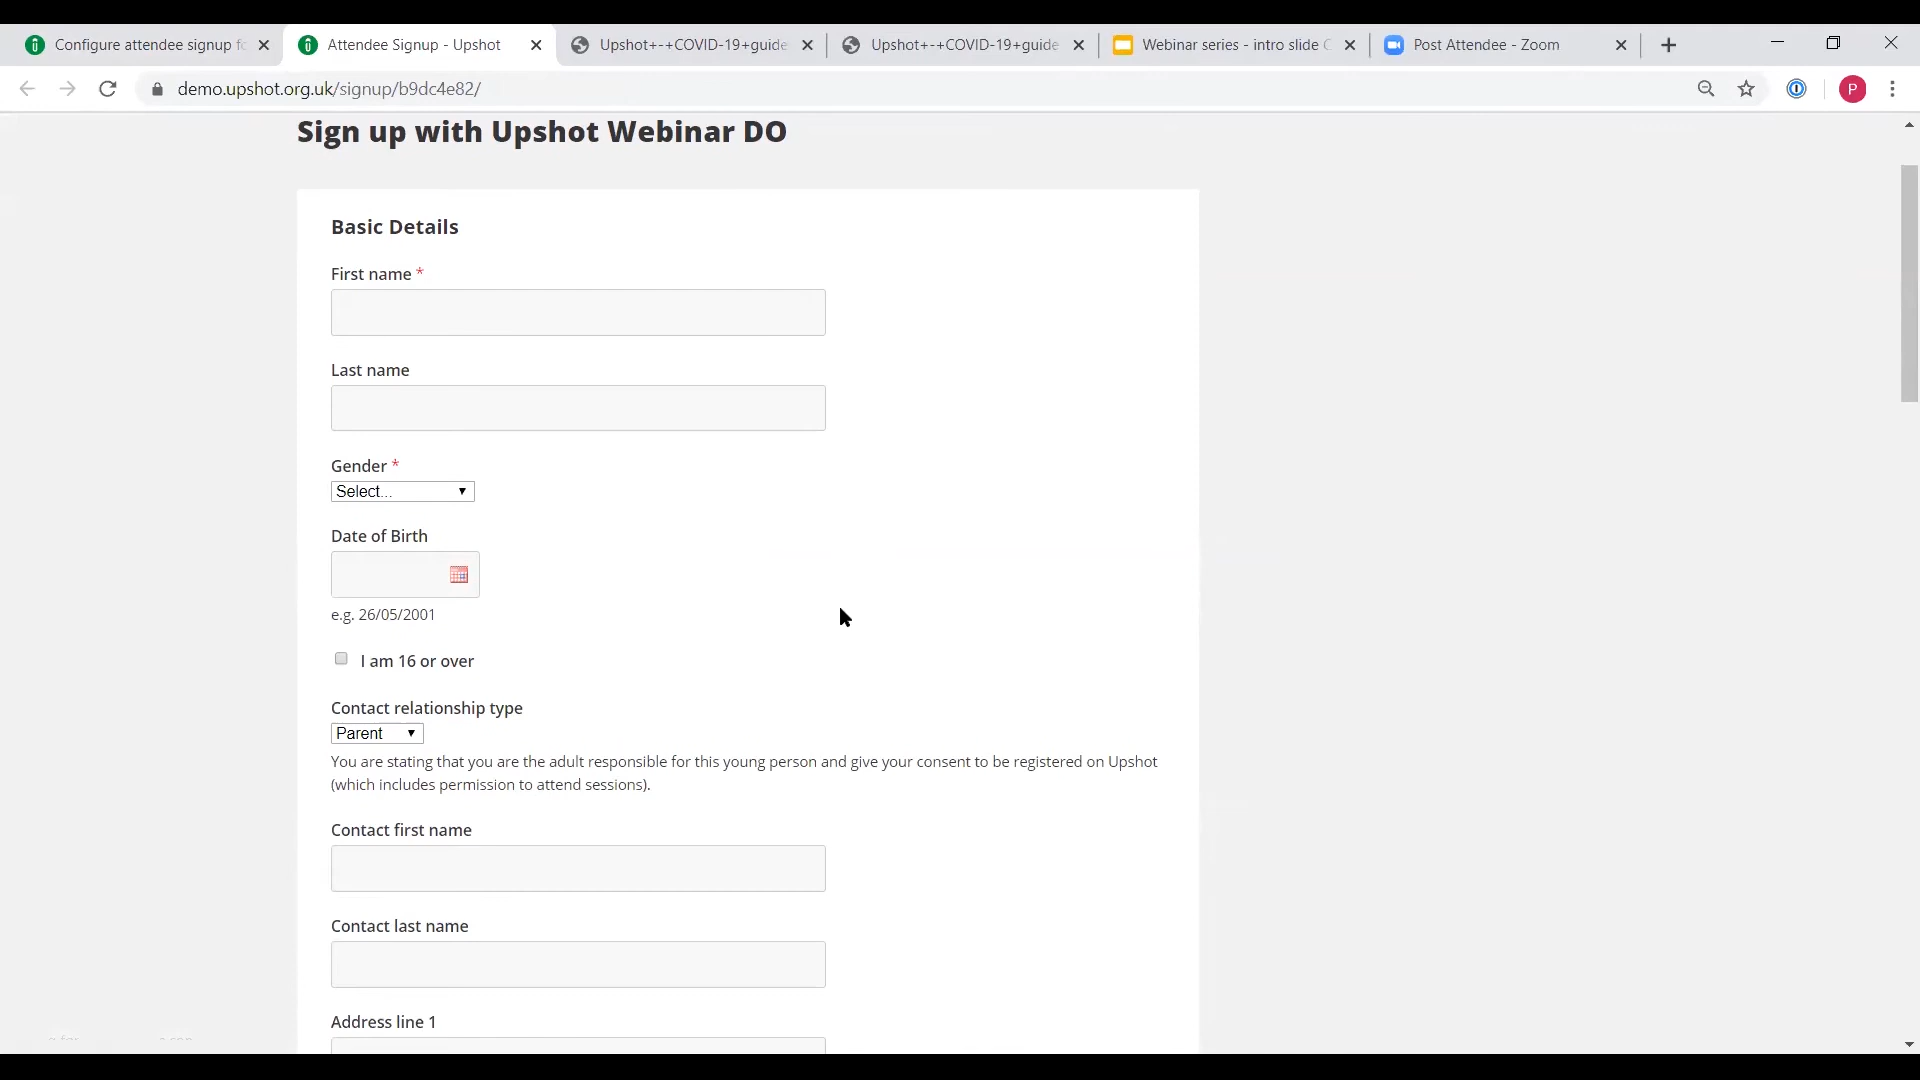 Configure attendee signup fo
Attendee Signup - Upshot
Upshot+-+COVID-19+guide
Upshot+-+COVID-19+guide
Webinar series - intro slide C
Post Attendee - Zoom
demo.upshot.org.uk/signup/b9dc4e82/
P
Sign up with Upshot Webinar DO
Basic Details
First name *
Last name
Gender *
Select...
Date of Birth
e.g. 26/05/2001
I am 16 or over
Contact relationship type
Parent
You are stating that you are the adult responsible for this young person and give your consent to be registered on Upshot
(which includes permission to attend sessions).
Contact first name
Contact last name
Address line 1